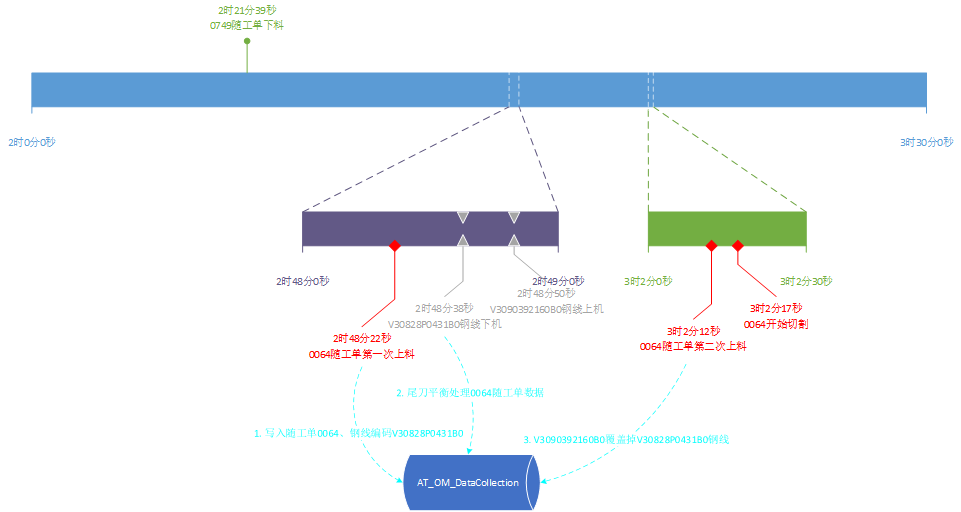 2时21分39秒
0749随工单下料
2时0分0秒
3时30分0秒
2时48分0秒
2时49分0秒
3时2分0秒
3时2分30秒
2时48分50秒
V3090392160B0钢线上机
2时48分38秒
V30828P0431B0钢线下机
3时2分17秒
0064开始切割
2时48分22秒
0064随工单第一次上料
3时2分12秒
0064随工单第二次上料
2. 尾刀平衡处理0064随工单数据
1. 写入随工单0064、钢线编码V30828P0431B0
3. V3090392160B0覆盖掉V30828P0431B0钢线
AT_OM_DataCollection